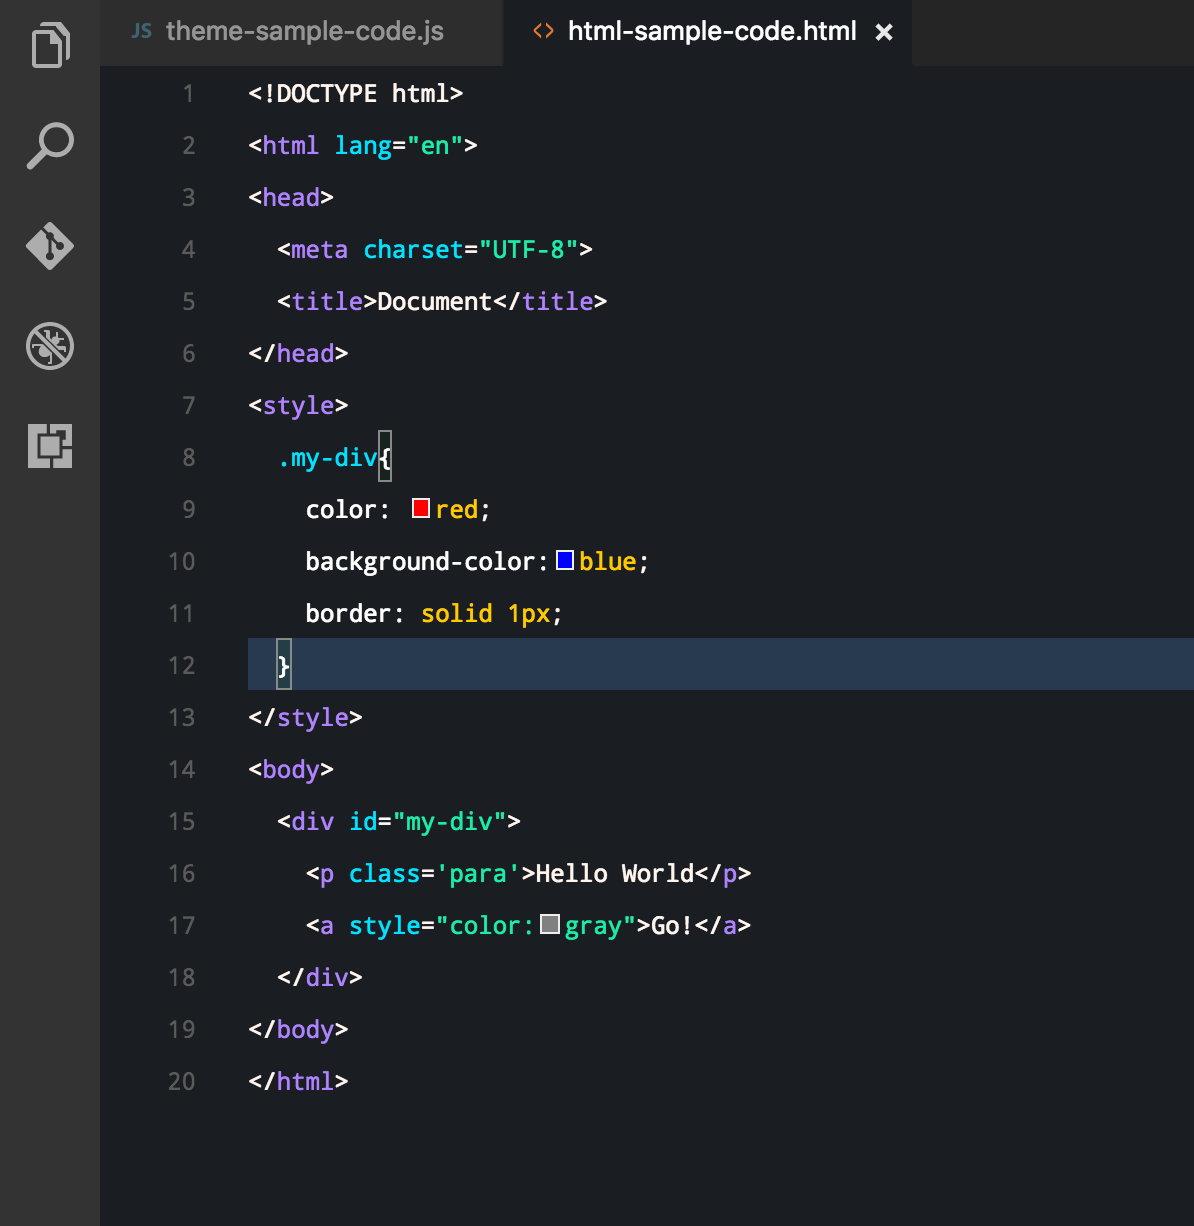 JS theme-sample-code.js <> html-sample-code.html ×
1 <!DOCTYPE html>
2 <html lang="en">
3 <head>
4   <meta charset="UTF-8">
5   <title>Document</title>
6 </head>
7 <style>
8   .my-div{
9     color: red;
10     background-color: blue;
11     border: solid 1px;
12   }
13 </style>
14 <body>
15   <div id="my-div">
16     <p class='para'>Hello World</p>
17     <a style="color: gray">Go!</a>
18   </div>
19 </body>
20 </html>